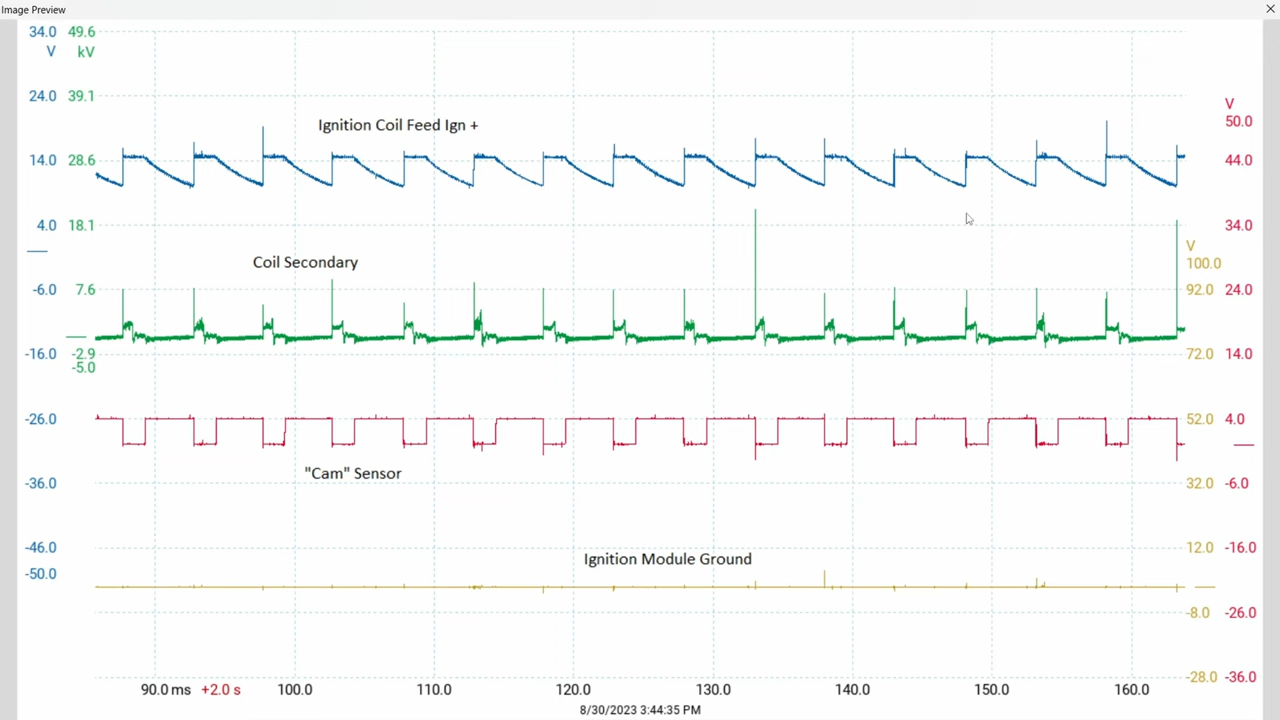 Image Preview
34.0 49.6
V kV
24.0 39.1
Ignition Coil Feed Ign +
V
50.0
14.0 28.6 44.0
4.0 18.1 34.0
V
100.0
Coil Secondary
-6.0 7.6 92.0 24.0
-16.0 -2.9 72.0 14.0
-5.0
-26.0 52.0 4.0
"Cam" Sensor
-36.0 32.0 -6.0
-46.0 12.0 -16.0
Ignition Module Ground
-50.0
-8.0 -26.0
-28.0 -36.0
90.0 ms +2.0 s 100.0 110.0 120.0 130.0 140.0 150.0 160.0
8/30/2023 3:44:35 PM